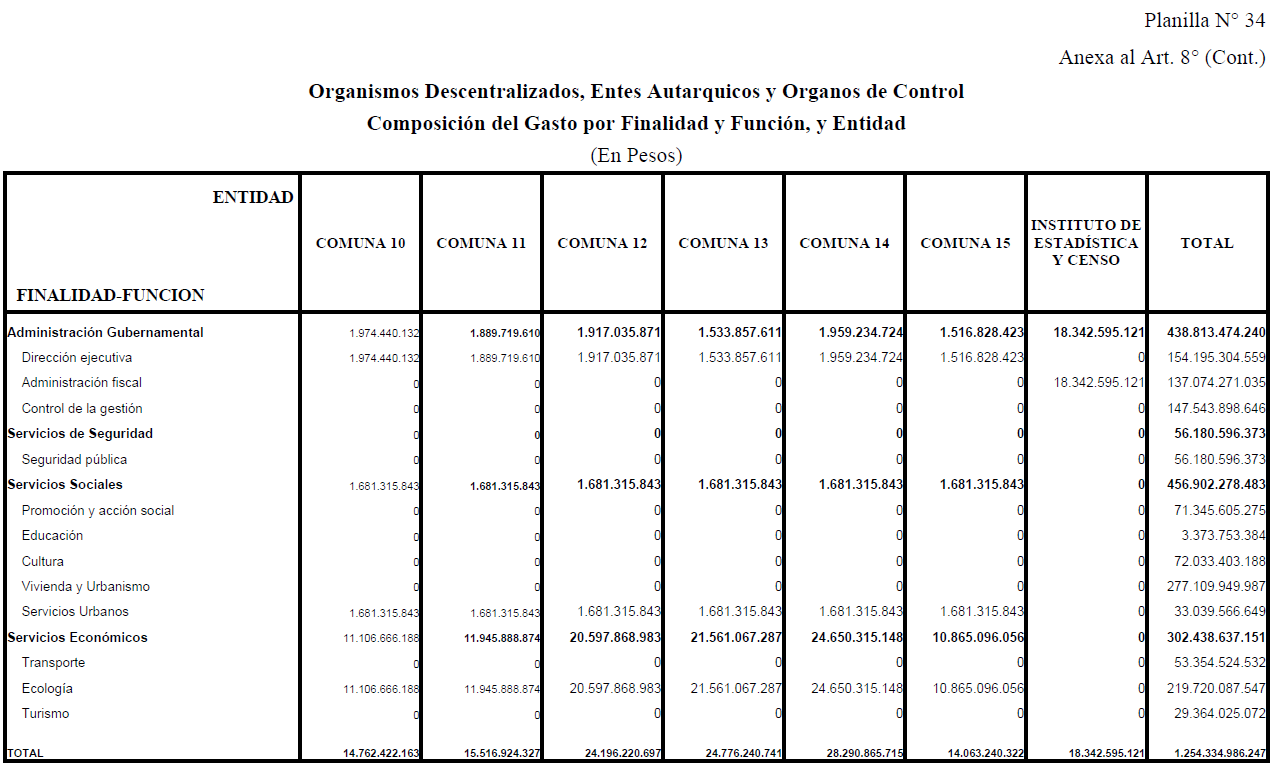 Planilla N° 34
Anexa al Art. 8° (Cont.)
Organismos Descentralizados, Entes Autarquicos y Organos de Control
Composición del Gasto por Finalidad y Función, y Entidad
(En Pesos)
ENTIDAD
FINALIDAD-FUNCION
COMUNA 10 COMUNA 11 COMUNA 12 COMUNA 13 COMUNA 14 COMUNA 15 INSTITUTO DE ESTADÍSTICA Y CENSO TOTAL
Administración Gubernamental 1.974.440.132 1.889.719.610 1.917.035.871 1.533.857.611 1.959.234.724 1.516.828.423 18.342.595.121 438.813.474.240
Dirección ejecutiva 1.974.440.132 1.889.719.610 1.917.035.871 1.533.857.611 1.959.234.724 1.516.828.423 0 154.195.304.559
Administración fiscal 0 0 0 0 0 0 18.342.595.121 137.074.271.035
Control de la gestión 0 0 0 0 0 0 0 147.543.898.646
Servicios de Seguridad 0 0 0 0 0 0 0 56.180.596.373
Seguridad pública 0 0 0 0 0 0 0 56.180.596.373
Servicios Sociales 1.681.315.843 1.681.315.843 1.681.315.843 1.681.315.843 1.681.315.843 1.681.315.843 0 456.902.278.483
Promoción y acción social 0 0 0 0 0 0 0 71.345.605.275
Educación 0 0 0 0 0 0 0 3.373.753.384
Cultura 0 0 0 0 0 0 0 72.033.403.188
Vivienda y Urbanismo 0 0 0 0 0 0 0 277.109.949.987
Servicios Urbanos 1.681.315.843 1.681.315.843 1.681.315.843 1.681.315.843 1.681.315.843 1.681.315.843 0 33.039.566.649
Servicios Económicos 11.106.666.188 11.945.888.874 20.597.868.983 21.561.067.287 24.650.315.148 10.865.096.056 0 302.438.637.151
Transporte 0 0 0 0 0 0 0 53.354.524.532
Ecología 11.106.666.188 11.945.888.874 20.597.868.983 21.561.067.287 24.650.315.148 10.865.096.056 0 219.720.087.547
Turismo 0 0 0 0 0 0 0 29.364.025.072
TOTAL 14.762.422.163 15.516.924.327 24.196.220.697 24.776.240.741 28.290.865.715 14.063.240.322 18.342.595.121 1.254.334.986.247